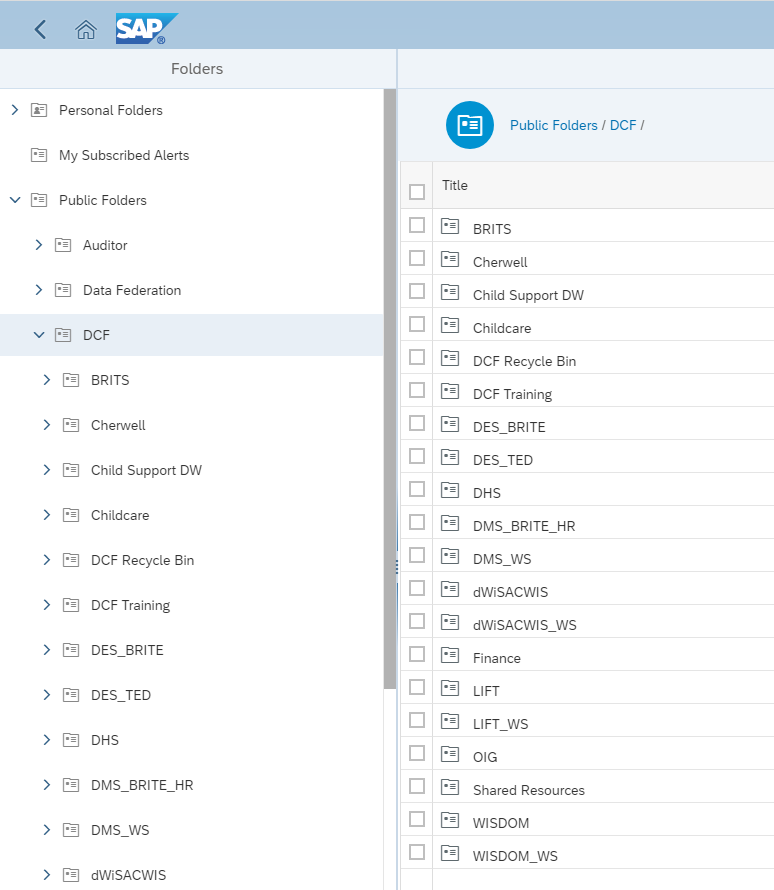 SAP®
Folders
Personal Folders
My Subscribed Alerts
Public Folders
Auditor
Data Federation
DCF
BRITS
Cherwell
Child Support DW
Childcare
DCF Recycle Bin
DCF Training
DES_BRITE
DES_TED
DHS
DMS_BRITE_HR
DMS_WS
dWiSACWIS
Public Folders / DCF /
Title
BRITS
Cherwell
Child Support DW
Childcare
DCF Recycle Bin
DCF Training
DES_BRITE
DES_TED
DHS
DMS_BRITE_HR
DMS_WS
dWiSACWIS
dWiSACWIS_WS
Finance
LIFT
LIFT_WS
OIG
Shared Resources
WISDOM
WISDOM_WS